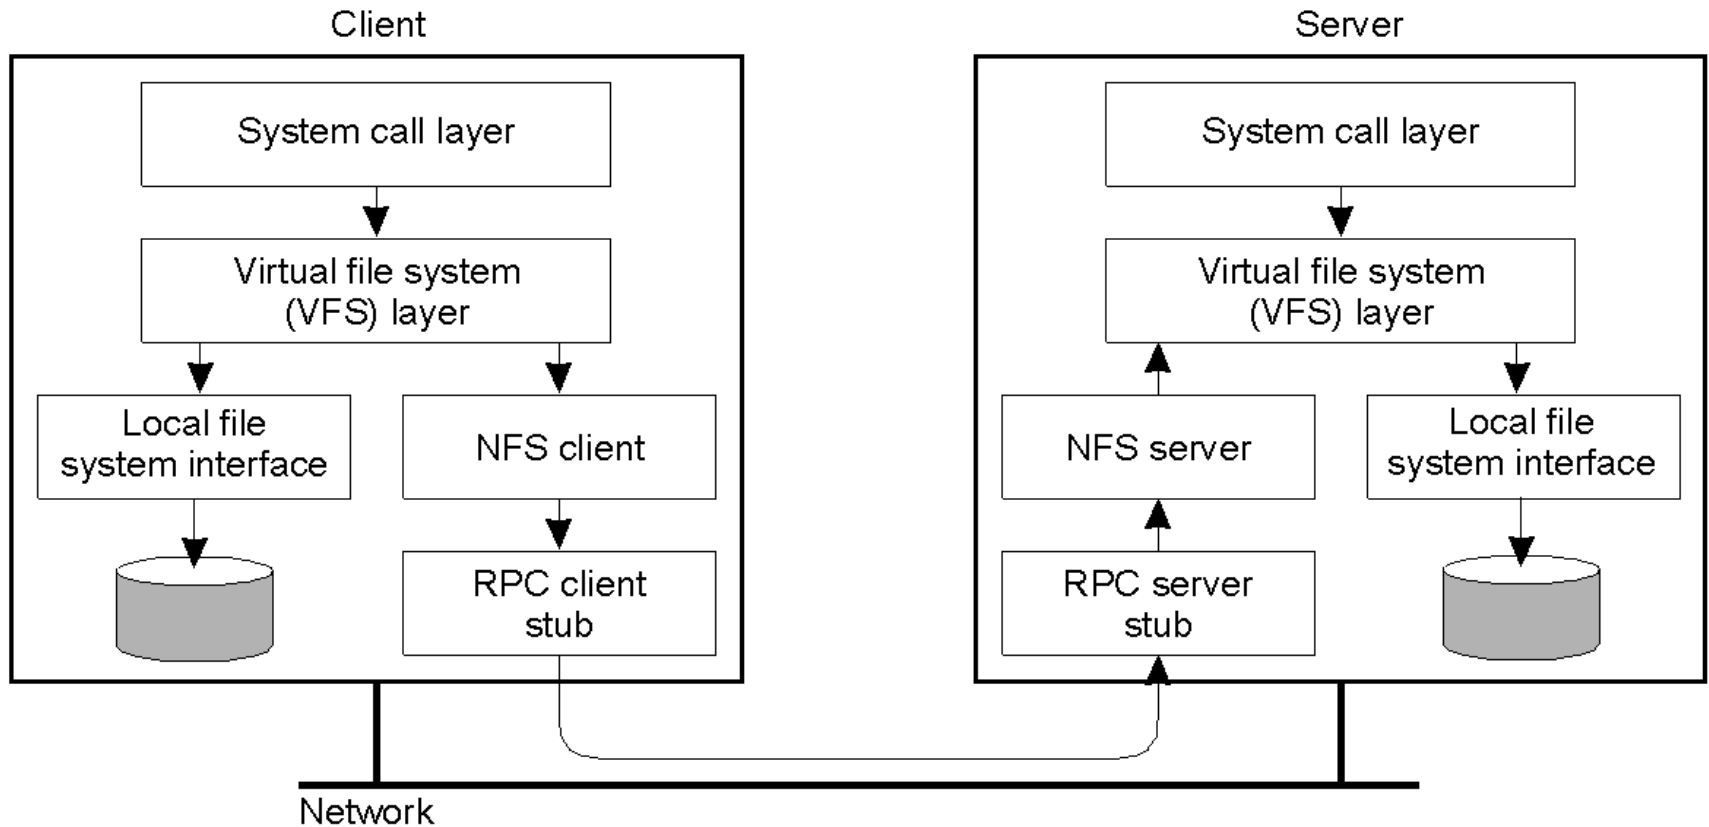 Client
Server
System call layer
Virtual file system
(VFS) layer
Local file
system interface
NFS client
RPC client
stub
System call layer
Virtual file system
(VFS) layer
NFS server
Local file
system interface
RPC server
stub
Network